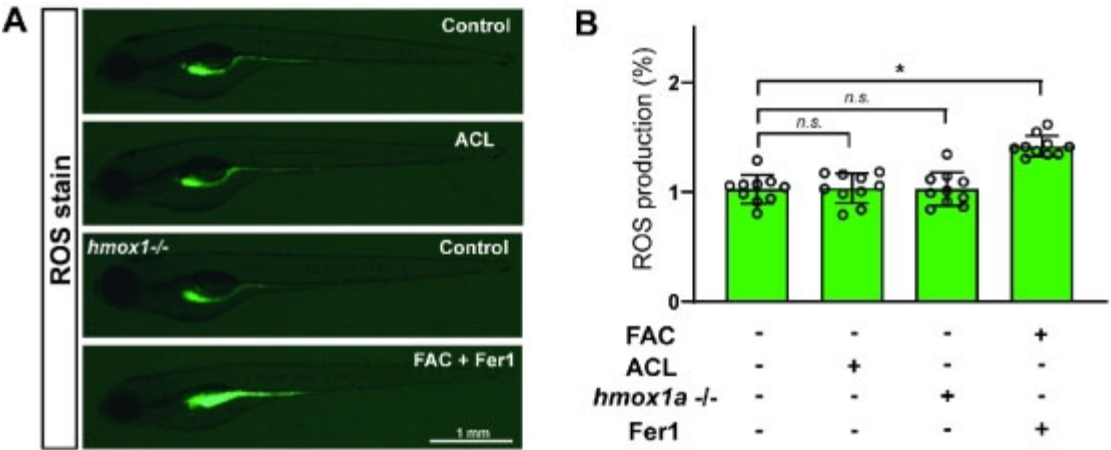 A
ROS stain
Control
ACL
hmox1-/-
Control
FAC + Fer1
1 mm
B
ROS production (%)
2
1
0
*
n.s.
n.s.
FAC - - - +
ACL - + - -
hmox1a -/- - - + -
Fer1 - - - +